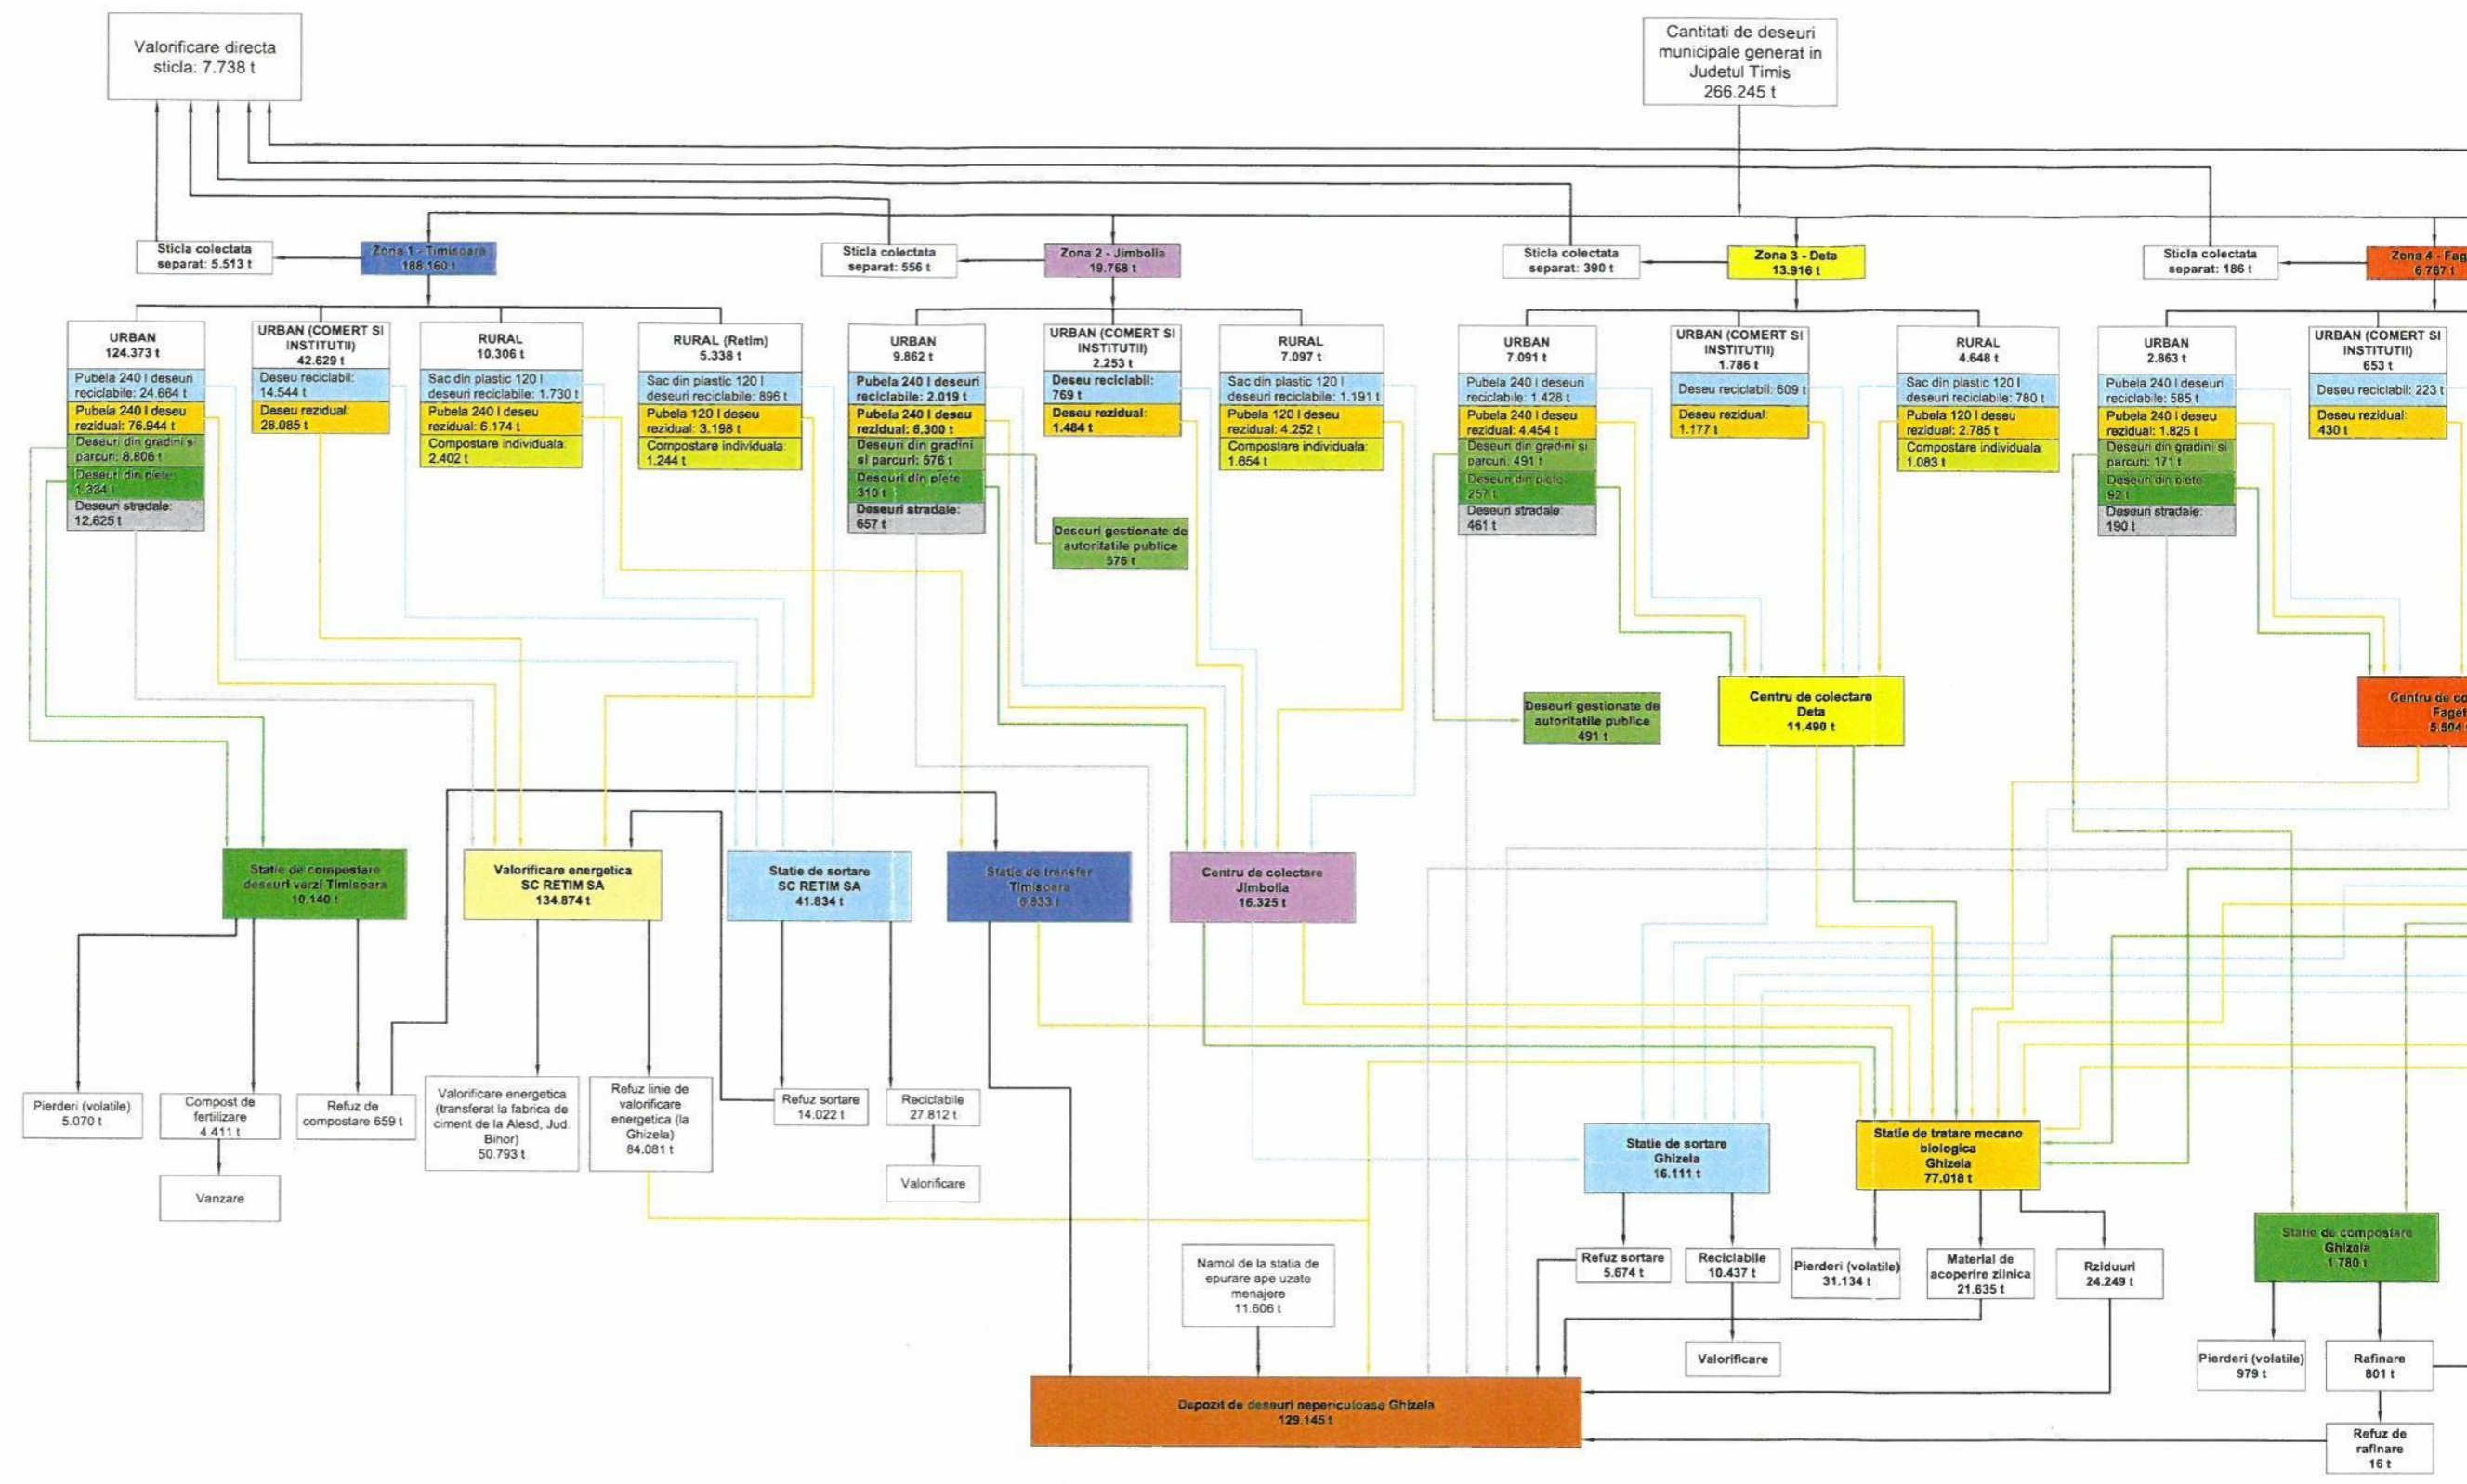 Valorificare directa
sticla: 7.738 t
Cantitati de deseuri
municipale generat in
Judetul Timis
266.245 t
Sticla colectata
separat: 5.513 t
Zona 1 - Timisoara
188.160 t
Sticla colectata
separat: 556 t
Zona 2 - Jimbolia
19.768 t
Sticla colectata
separat: 390 t
Zona 3 - Deta
13.916 t
Sticla colectata
separat: 186 t
Zona 4 - Fag
6.767 t
URBAN
124.373 t
Pubela 240 l deseuri
reciclabile: 24.664 t
Pubela 240 l deseu
rezidual: 76.944 t
Deseuri din gradini si
parcuri: 8.806 t
Deseuri din piete:
1.334 t
Deseuri stradale:
12.625 t
URBAN (COMERT SI
INSTITUTII)
42.629 t
Deseu reciclabil:
14.544 t
Deseu rezidual:
28.085 t
RURAL
10.306 t
Sac din plastic 120 l
deseuri reciclabile: 1.730 t
Pubela 240 l deseu
rezidual: 6.174 t
Compostare individuala:
2.402 t
RURAL (Retim)
5.338 t
Sac din plastic 120 l
deseuri reciclabile: 896 t
Pubela 120 l deseu
rezidual: 3.198 t
Compostare individuala:
1.244 t
URBAN
9.862 t
Pubela 240 l deseuri
reciclabile: 2.019 t
Pubela 240 l deseu
rezidual: 6.300 t
Deseuri din gradini
si parcuri: 576 t
Deseuri din piete:
310 t
Deseuri stradale:
657 t
URBAN (COMERT SI
INSTITUTII)
2.253 t
Deseu reciclabil:
769 t
Deseu rezidual:
1.484 t
RURAL
7.097 t
Sac din plastic 120 l
deseuri reciclabile: 1.191 t
Pubela 120 l deseu
rezidual: 4.252 t
Compostare individuala:
1.654 t
URBAN
7.091 t
Pubela 240 l deseuri
reciclabile: 1.428 t
Pubela 240 l deseu
rezidual: 4.454 t
Deseuri din gradini si
parcuri: 491 t
Deseuri din piete:
257 t
Deseuri stradale:
461 t
URBAN (COMERT SI
INSTITUTII)
1.786 t
Deseu reciclabil: 609 t
Deseu rezidual:
1.177 t
RURAL
4.648 t
Sac din plastic 120 l
deseuri reciclabile: 780 t
Pubela 120 l deseu
rezidual: 2.785 t
Compostare individuala
1.083 t
URBAN
2.863 t
Pubela 240 l deseuri
reciclabile: 585 t
Pubela 240 l deseu
rezidual: 1.825 t
Deseuri din gradini si
parcuri: 171 t
Deseuri din piete:
92 t
Deseuri stradale:
190 t
URBAN (COMERT SI
INSTITUTII)
653 t
Deseu reciclabil: 223 t
Deseu rezidual:
430 t
Deseuri gestionate de
autoritatile publice
576 t
Deseuri gestionate de
autoritatile publice
491 t
Centru de colectare
Deta
11.490 t
Centru de co
Faget
5.504
Statie de compostare
deseuri verzi Timisoara
10.140 t
Valorificare energetica
SC RETIM SA
134.874 t
Statie de sortare
SC RETIM SA
41.834 t
Statie de transfer
Timisoara
6.833 t
Centru de colectare
Jimbolia
16.325 t
Pierderi (volatile)
5.070 t
Compost de
fertilizare
4.411 t
Vanzare
Refuz de
compostare 659 t
Valorificare energetica
(transferat la fabrica de
ciment de la Alesd, Jud.
Bihor)
50.793 t
Refuz linie de
valorificare
energetica (la
Ghizela)
84.081 t
Refuz sortare
14.022 t
Reciclabile
27.812 t
Valorificare
Statie de sortare
Ghizela
16.111 t
Statie de tratare mecano
biologica
Ghizela
77.018 t
Statie de compostare
Ghizela
1.780 t
Namol de la statia de
epurare ape uzate
menajere
11.606 t
Refuz sortare
5.674 t
Reciclabile
10.437 t
Pierderi (volatile)
31.134 t
Material de
acoperire zilnica
21.635 t
Rziduuri
24.249 t
Valorificare
Pierderi (volatile)
979 t
Rafinare
801 t
Depozit de deseuri nepericuloase Ghizela
129.145 t
Refuz de
rafinare
16 t